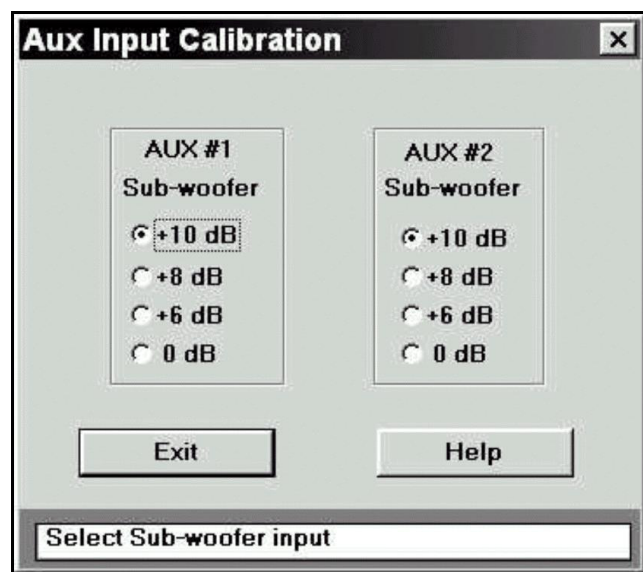 Aux Input Calibration
AUX #1
Sub-woofer
+10 dB
+8 dB
+6 dB
0 dB
AUX #2
Sub-woofer
+10 dB
+8 dB
+6 dB
0 dB
Exit
Help
Select Sub-woofer input